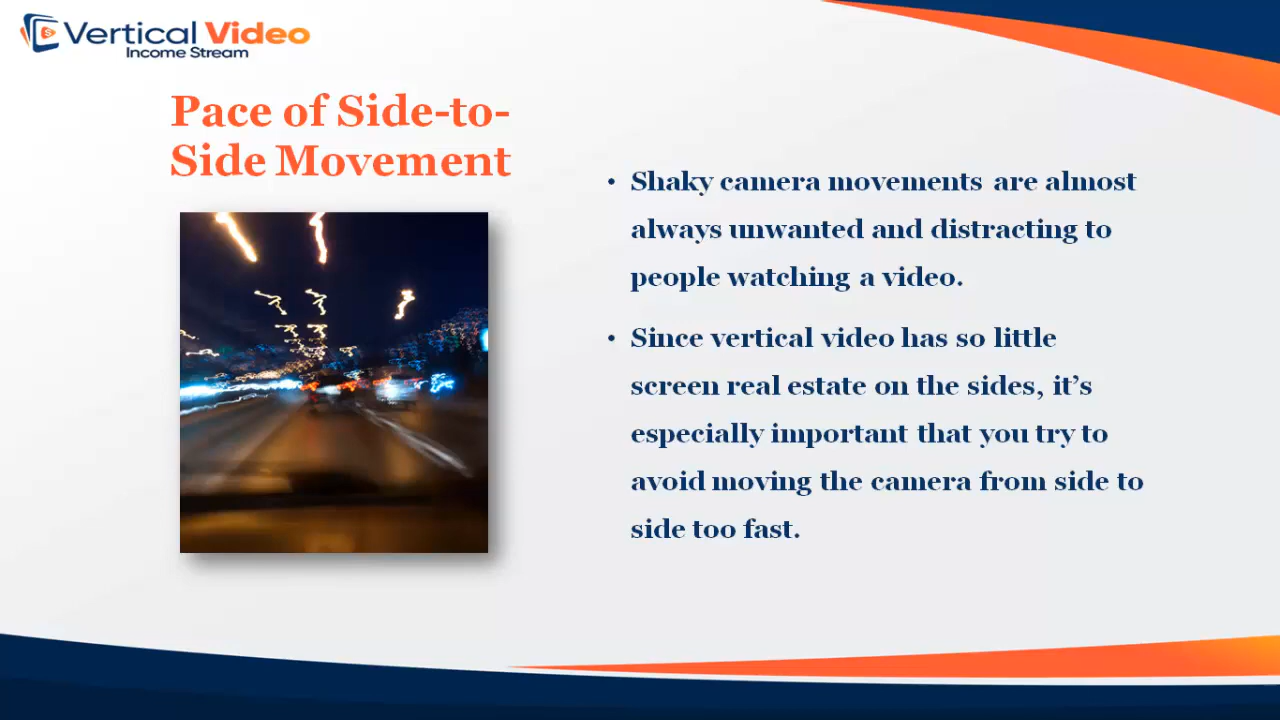 Vertical Video
Income Stream
Pace of Side-to-
Side Movement
• Shaky camera movements are almost
always unwanted and distracting to
people watching a video.
• Since vertical video has so little
screen real estate on the sides, it’s
especially important that you try to
avoid moving the camera from side to
side too fast.